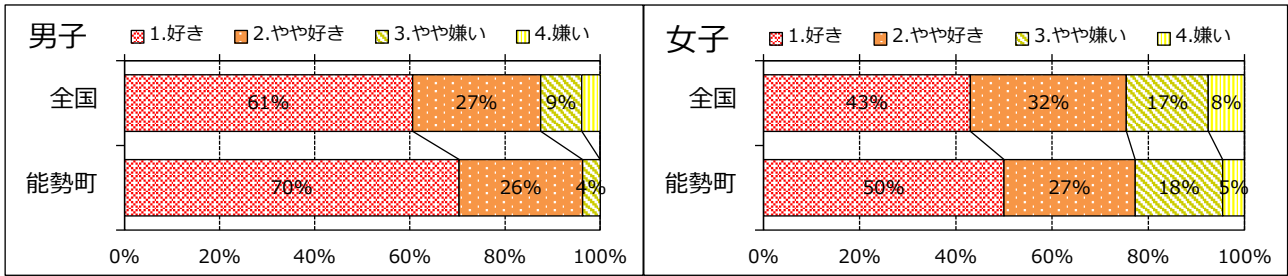 男子
1.好き 2.やや好き 3.やや嫌い 4.嫌い
全国
61% 27% 9%
能勢町
70% 26% 4%
0% 20% 40% 60% 80% 100%
女子
1.好き 2.やや好き 3.やや嫌い 4.嫌い
全国
43% 32% 17% 8%
能勢町
50% 27% 18% 5%
0% 20% 40% 60% 80% 100%